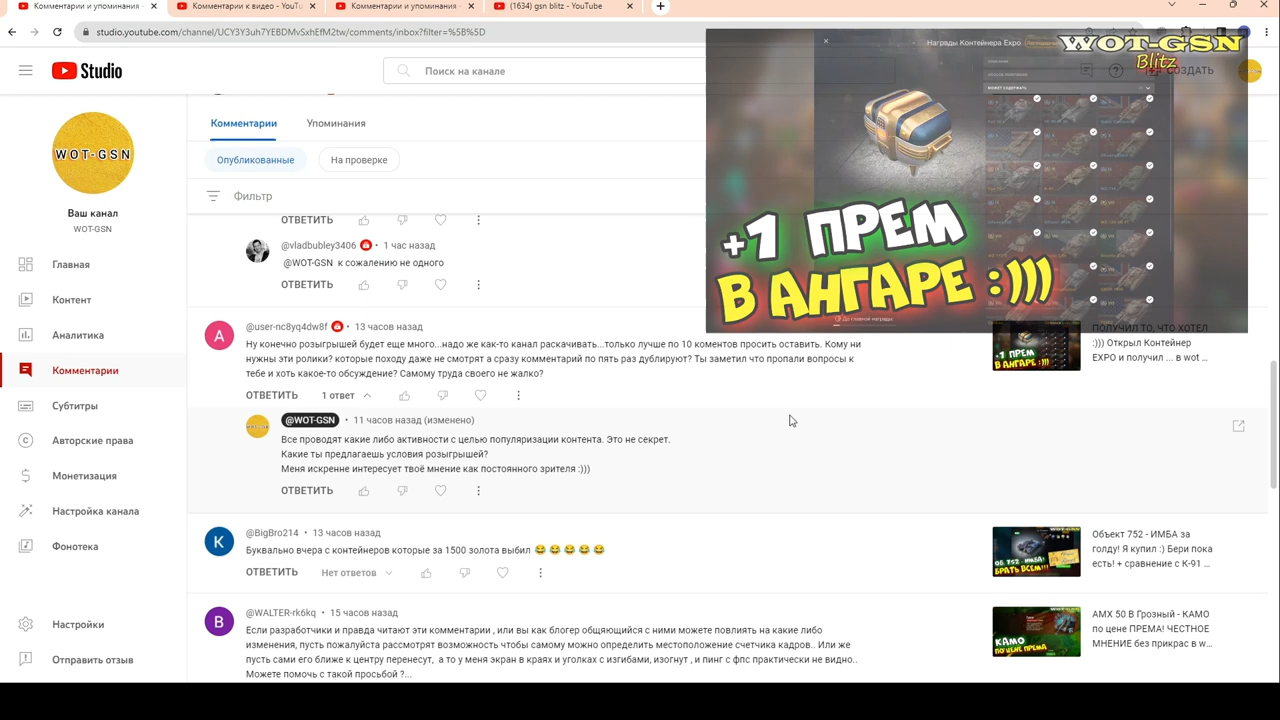 Комментарии и упоминания -
Комментарии к видео - YouTu
Комментарии и упоминания -
(1634) gsn blitz - YouTube
studio.youtube.com/channel/UCY3Y3uh7YEBDMvSxhEfM2tw/comments/inbox?filter=%5B%5D
Studio
Поиск на канале
СОЗДАТЬ
Награды Контейнера Expo
WOT-GSN
Blitz
МОЖЕТ СОДЕРЖАТЬ
+1 ПРЕМ
В АНГАРЕ :)))
До главной награды:
WOT-GSN
Ваш канал
WOT-GSN
Главная
Контент
Аналитика
Комментарии
Субтитры
Авторские права
Монетизация
Настройка канала
Фонотека
Настройки
Отправить отзыв
Комментарии
Упоминания
Опубликованные
На проверке
Фильтр
ОТВЕТИТЬ
@vladbubley3406 • 1 час назад
@WOT-GSN к сожалению не одного
ОТВЕТИТЬ
@user-nc8yq4dw8f • 13 часов назад
Ну конечно розыгрышей будет еще много...надо же как-то канал раскачивать...только лучше по 10 коментов просить оставить. Кому ни
нужны эти ролики? которые походу даже не смотрят а сразу комментарий по пять раз дублируют? Ты заметил что пропали вопросы к
тебе и хоть какое-то обсуждение? Самому труда своего не жалко?
ОТВЕТИТЬ 1 ответ
ПОЛУЧИЛ ТО, ЧТО ХОТЕЛ
:))) Открыл Контейнер
EXPO и получил ... в wot ...
@WOT-GSN • 11 часов назад (изменено)
Все проводят какие либо активности с целью популяризации контента. Это не секрет.
Какие ты предлагаешь условия розыгрышей?
Меня искренне интересует твоё мнение как постоянного зрителя :)))
ОТВЕТИТЬ
@BigBro214 • 13 часов назад
Буквально вчера с контейнеров которые за 1500 золота выбил 😂 😂 😂 😂 😂
ОТВЕТИТЬ Нет ответов
Объект 752 - ИМБА за
голду! Я купил :) Бери пока
есть! + сравнение с К-91 ...
@WALTER-rk6kq • 15 часов назад
Если разработчики правда читают эти комментарии , или вы как блогер общяющийся с ними можете повлиять на какие либо
изменения, пусть пожалуйста рассмотрят возможность чтобы самому можно определить местоположение счетчика кадров.. Или же
пусть сами его ближе к центру перенесут, а то у меня экран в краях и уголках с изгибами, изогнут , и пинг с фпс практически не видно..
Можете помочь с такой просьбой ?...
AMX 50 B Грозный - КАМО
по цене ПРЕМА! ЧЕСТНОЕ
МНЕНИЕ без прикрас в w...